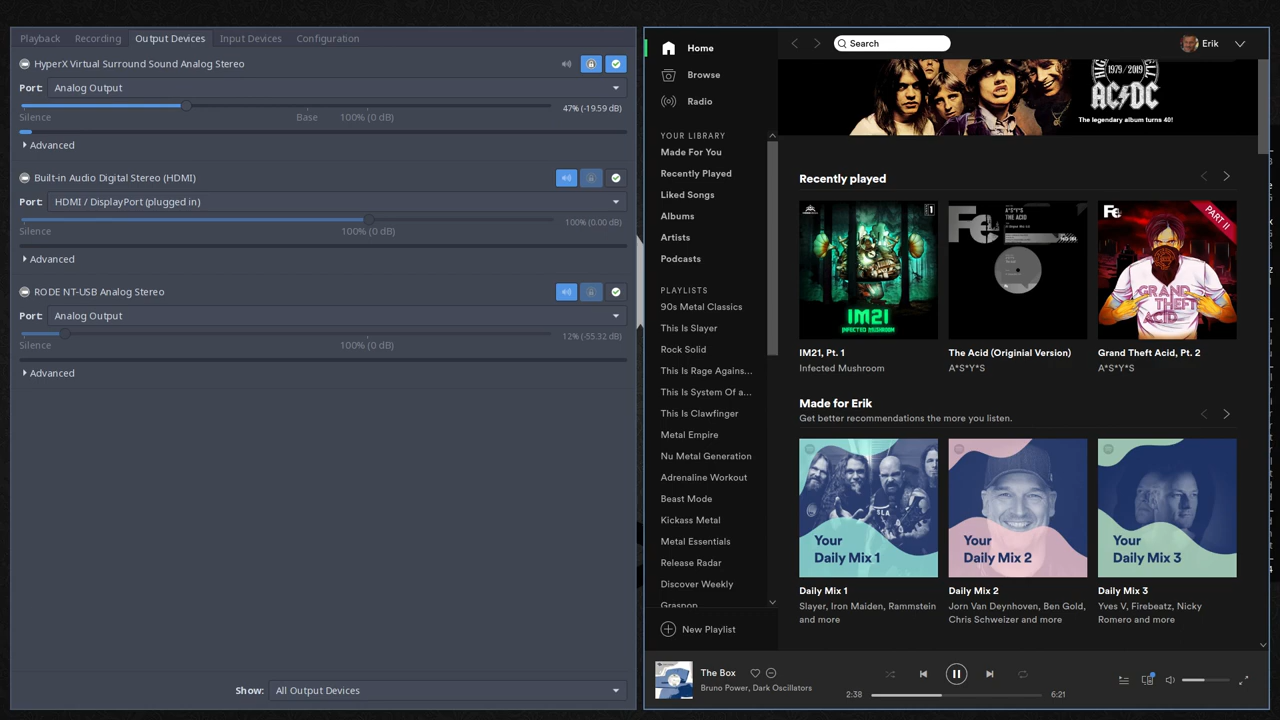 Playback Recording Output Devices Input Devices Configuration
HyperX Virtual Surround Sound Analog Stereo
Port: Analog Output
47% (-19.59 dB)
Silence Base 100% (0 dB)
Advanced
Built-in Audio Digital Stereo (HDMI)
Port: HDMI / DisplayPort (plugged in)
100% (0.00 dB)
Silence 100% (0 dB)
Advanced
RODE NT-USB Analog Stereo
Port: Analog Output
12% (-55.32 dB)
Silence 100% (0 dB)
Advanced
Show: All Output Devices
Home
Browse
Radio
YOUR LIBRARY
Made For You
Recently Played
Liked Songs
Albums
Artists
Podcasts
PLAYLISTS
90s Metal Classics
This Is Slayer
Rock Solid
This Is Rage Agains...
This Is System Of a...
This Is Clawfinger
Metal Empire
Nu Metal Generation
Adrenaline Workout
Beast Mode
Kickass Metal
Metal Essentials
Release Radar
Discover Weekly
Graspop
New Playlist
Search
Erik
1979/2019
AC DC
The legendary album turns 40!
Recently played
IM21
INFECTED MUSHROOM
IM21, Pt. 1
Infected Mushroom
Fe
A*S*Y*S
THE ACID
The Acid (Originial Version)
A*S*Y*S
Fe
PART II
GRAND
THEFT
ACID
Grand Theft Acid, Pt. 2
A*S*Y*S
Made for Erik
Get better recommendations the more you listen.
Your
Daily Mix 1
Daily Mix 1
Slayer, Iron Maiden, Rammstein
and more
Your
Daily Mix 2
Daily Mix 2
Jorn Van Deynhoven, Ben Gold,
Chris Schweizer and more
Your
Daily Mix 3
Daily Mix 3
Yves V, Firebeatz, Nicky
Romero and more
The Box
Bruno Power, Dark Oscillators
2:38
6:21